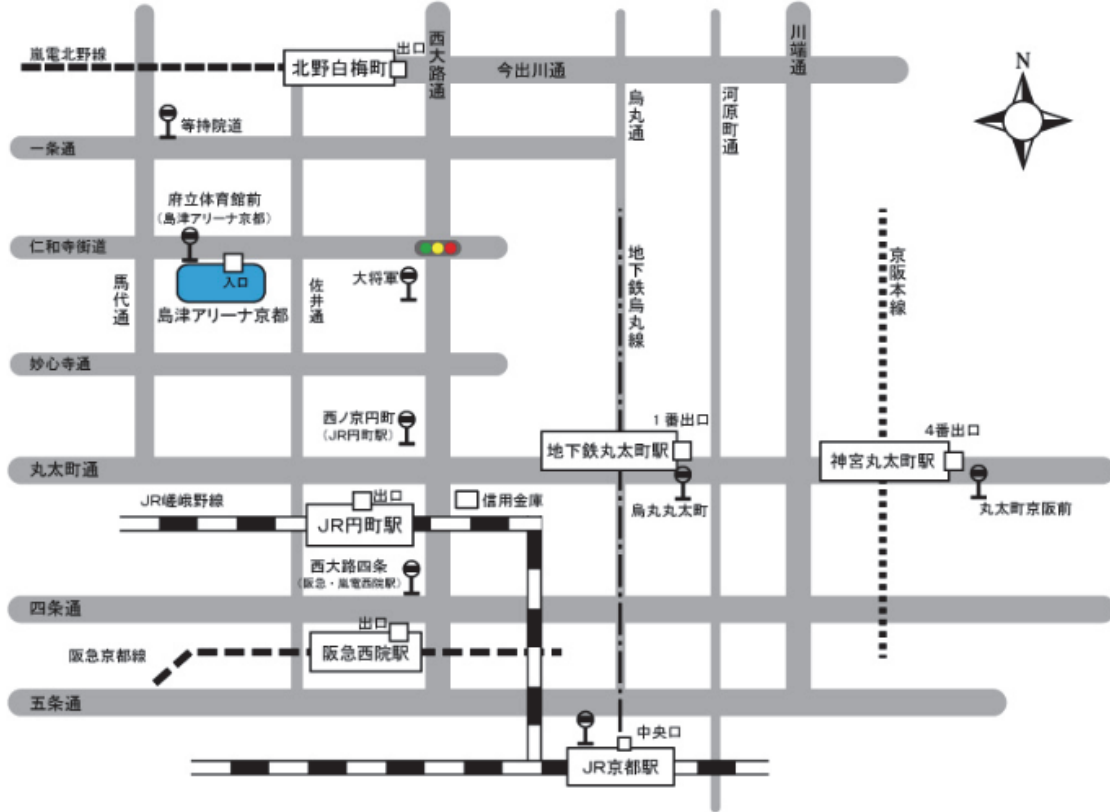 嵐電北野線
北野白梅町
出口
西大路通
今出川通
烏丸通
河原町通
川端通
N
等持院道
一条通
府立体育館前
(島津アリーナ京都)
仁和寺街道
入口
島津アリーナ京都
馬代通
佐井通
大将軍
地下鉄烏丸線
京阪本線
妙心寺通
西ノ京円町
(JR円町駅)
1番出口
地下鉄丸太町駅
4番出口
神宮丸太町駅
丸太町通
烏丸丸太町
丸太町京阪前
JR嵯峨野線
出口
信用金庫
JR円町駅
西大路四条
(阪急・嵐電西院駅)
四条通
出口
阪急京都線
阪急西院駅
五条通
中央口
JR京都駅